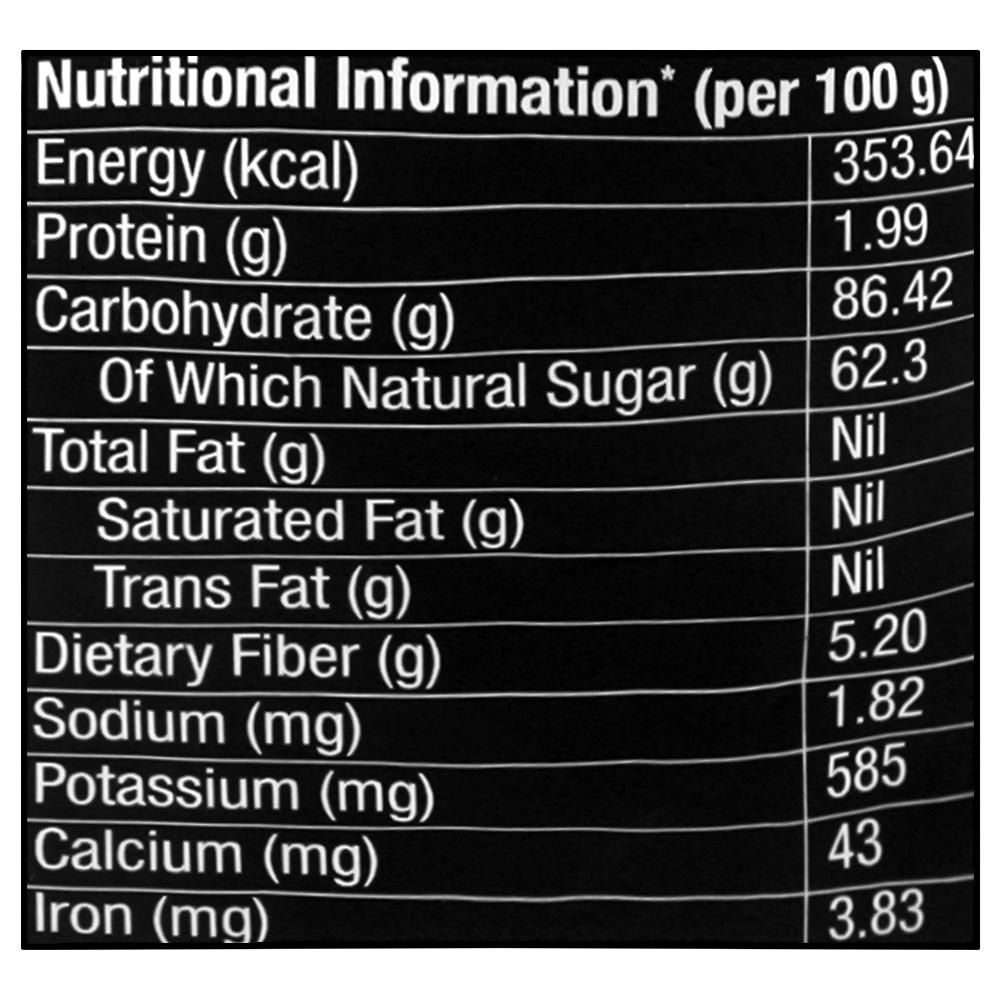 Nutritional Information* (per 100 g)
Energy (kcal) 353.64
Protein (g) 1.99
Carbohydrate (g) 86.42
Of Which Natural Sugar (g) 62.3
Total Fat (g) Nil
Saturated Fat (g) Nil
Trans Fat (g) Nil
Dietary Fiber (g) 5.20
Sodium (mg) 1.82
Potassium (mg) 585
Calcium (mg) 43
Iron (mg) 3.83